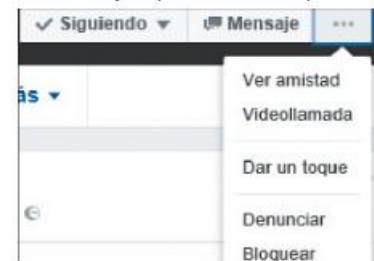 Siguiendo Mensaje ...
ás
Ver amistad
Videollamada
Dar un toque
Denunciar
Bloquear